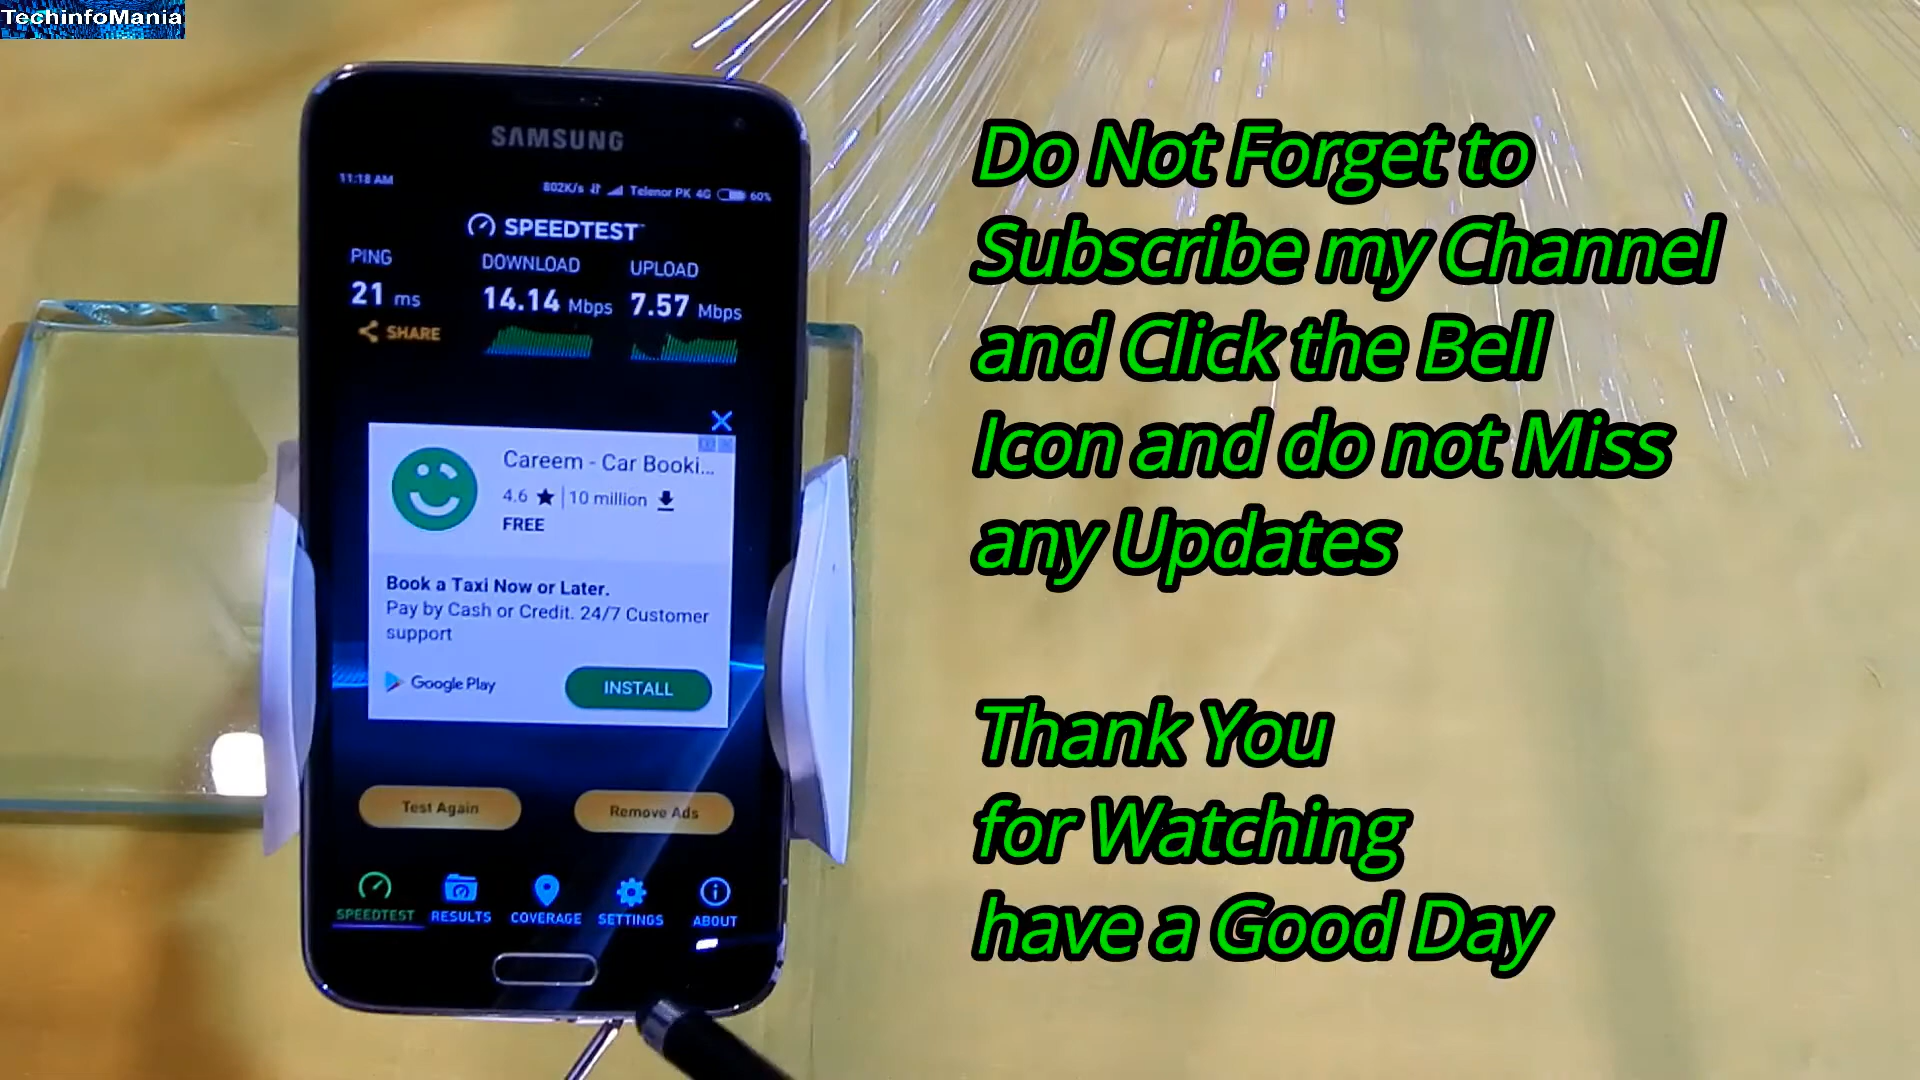 TechinfoMania
SAMSUNG
11:18 AM
802K/s Telenor PK 4G 60%
SPEEDTEST
PING
DOWNLOAD
UPLOAD
21 ms
14.14 Mbps
7.57 Mbps
SHARE
Careem - Car Booki...
4.6 ★ | 10 million
FREE
Book a Taxi Now or Later.
Pay by Cash or Credit. 24/7 Customer
support
Google Play
INSTALL
Test Again
Remove Ads
SPEEDTEST
RESULTS
COVERAGE
SETTINGS
ABOUT
Do Not Forget to
Subscribe my Channel
and Click the Bell
Icon and do not Miss
any Updates
Thank You
for Watching
have a Good Day